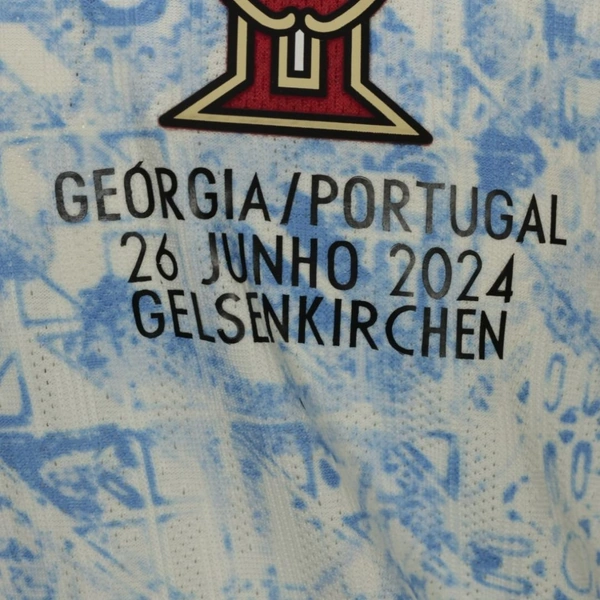 GEÓRGIA/PORTUGAL
26 JUNHO 2024
GELSENKIRCHEN